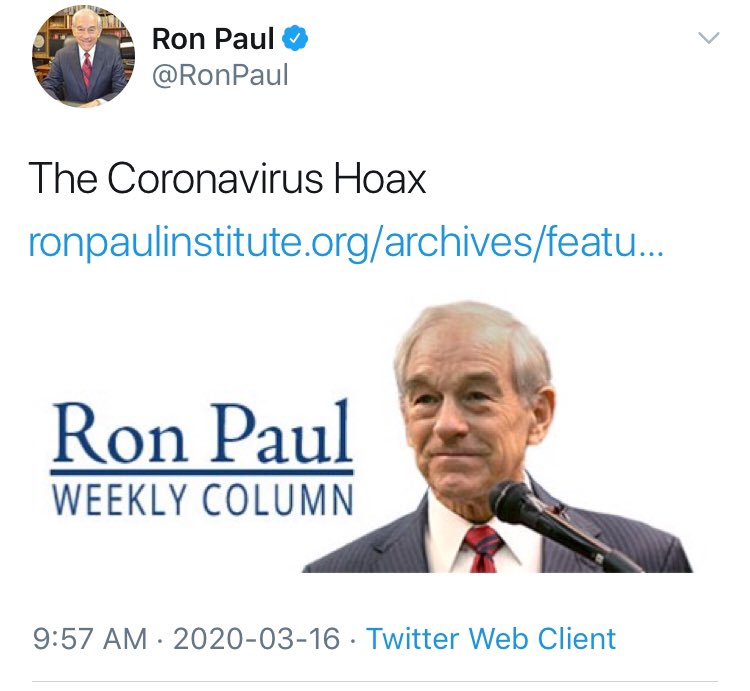 Ron Paul
@RonPaul
The Coronavirus Hoax
ronpaulinstitute.org/archives/featu...
Ron Paul
WEEKLY COLUMN
9:57 AM · 2020-03-16 · Twitter Web Client